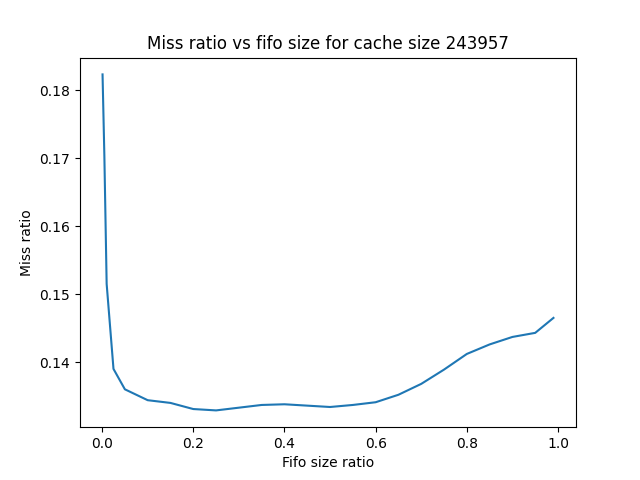 Miss ratio vs fifo size for cache size 243957
0.18
0.17
0.16
0.15
0.14
Miss ratio
0.0 0.2 0.4 0.6 0.8 1.0
Fifo size ratio